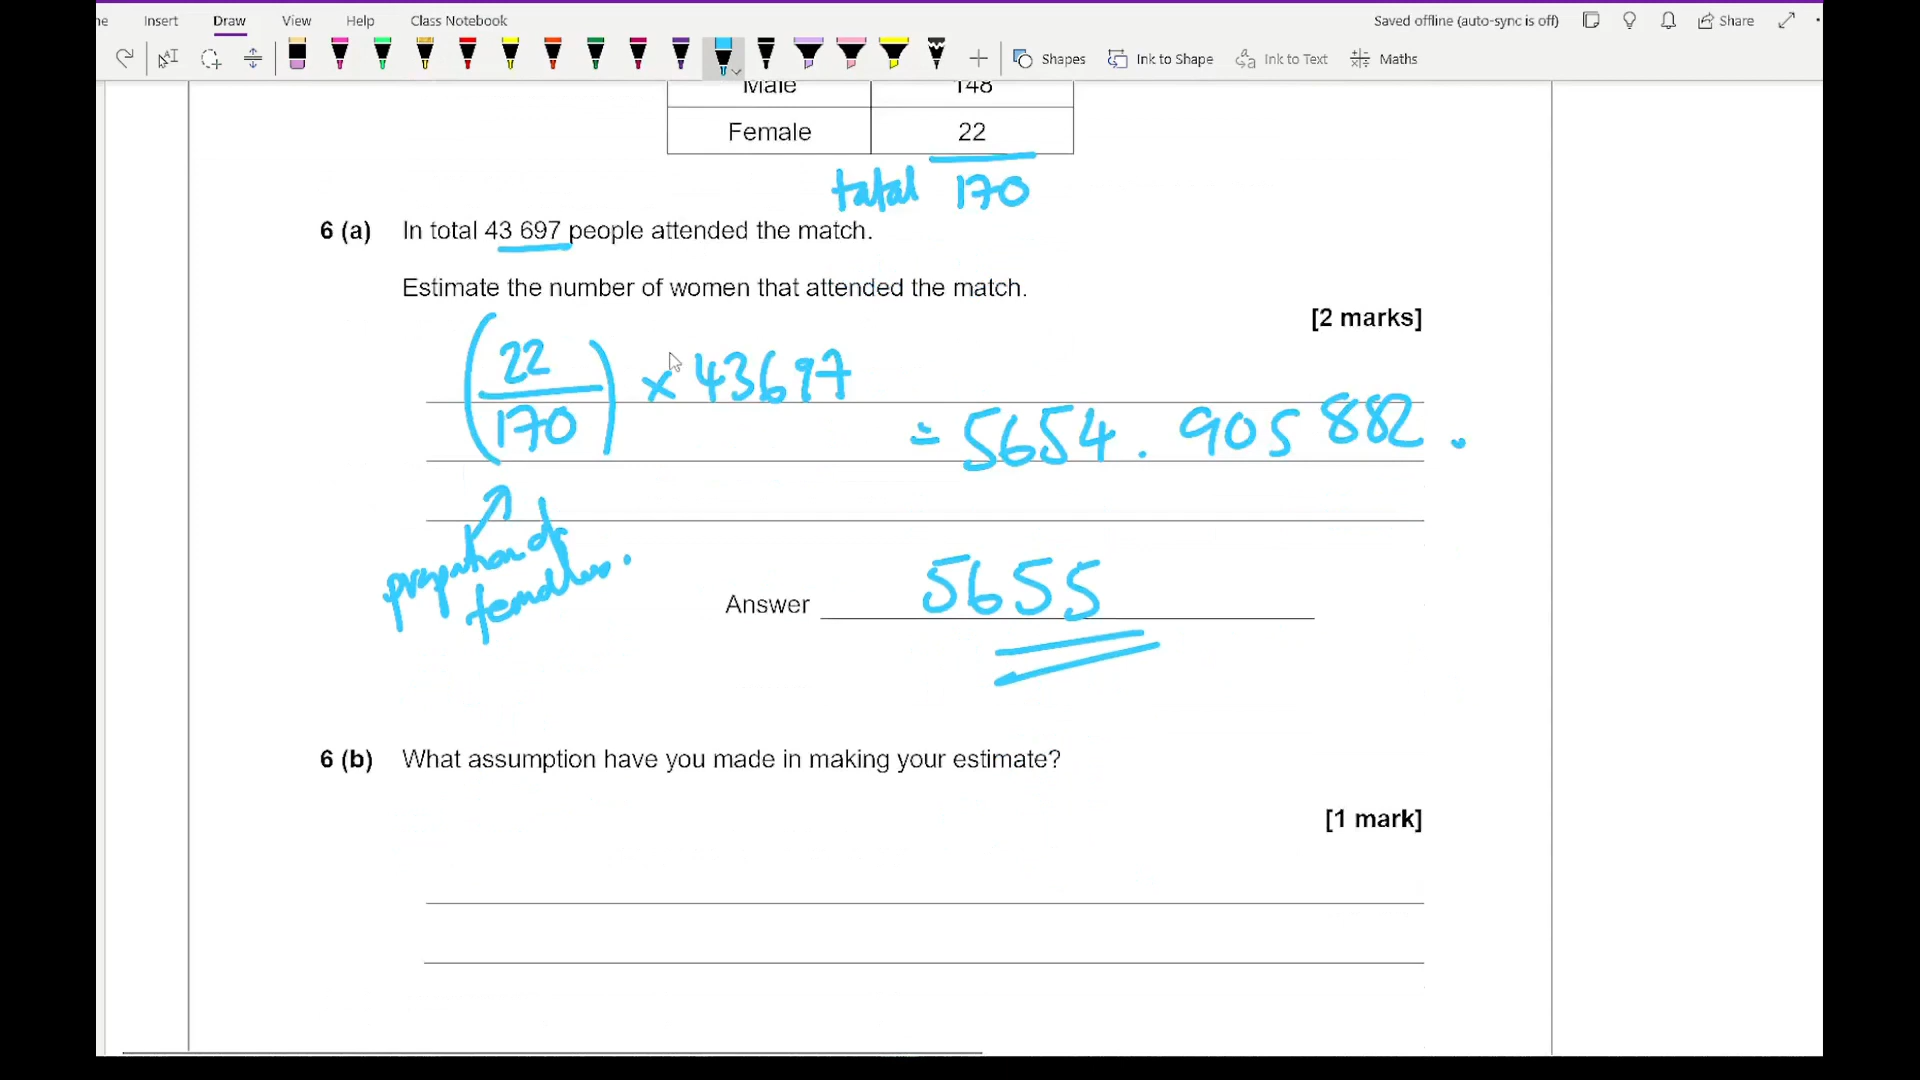 Insert Draw View Help Class Notebook Saved offline (auto-sync is off) Share
Shapes Ink to Shape Ink to Text Maths
Male 148
Female 22
total 170
6 (a) In total 43 697 people attended the match.
Estimate the number of women that attended the match.
[2 marks]
(22/170) × 43697
= 5654.905882.
proportion of
females.
Answer 5655
6 (b) What assumption have you made in making your estimate?
[1 mark]